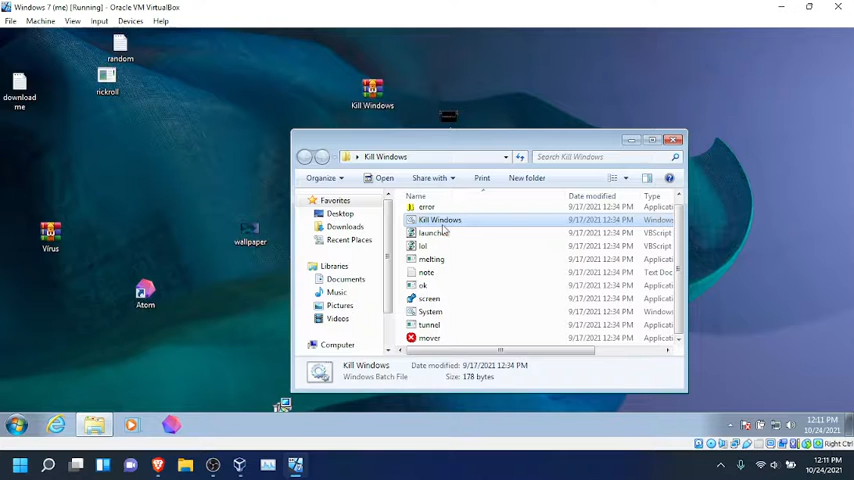 Windows 7 (me) [Running] - Oracle VM VirtualBox
File Machine View Input Devices Help
random
rickroll
download
me
Kill Windows
Virus
wallpaper
Atom
Kill Windows
Search Kill Windows
Organize Open Share with Print New folder
Name Date modified Type
Favorites
Desktop
Downloads
Recent Places
Libraries
Documents
Music
Pictures
Videos
Computer
error 9/17/2021 12:34 PM Applicati
Kill Windows 9/17/2021 12:34 PM Windows
launcher 9/17/2021 12:34 PM VBScript
lol 9/17/2021 12:34 PM VBScript
melting 9/17/2021 12:34 PM Applicati
note 9/17/2021 12:34 PM Text Doc
ok 9/17/2021 12:34 PM Applicati
screen 9/17/2021 12:34 PM Applicati
System 9/17/2021 12:34 PM Windows
tunnel 9/17/2021 12:34 PM Applicati
mover 9/17/2021 12:34 PM Applicati
Kill Windows Date modified: 9/17/2021 12:34 PM
Windows Batch File Size: 178 bytes
12:11 PM
10/24/2021
Right Ctrl
12:11 PM
10/24/2021